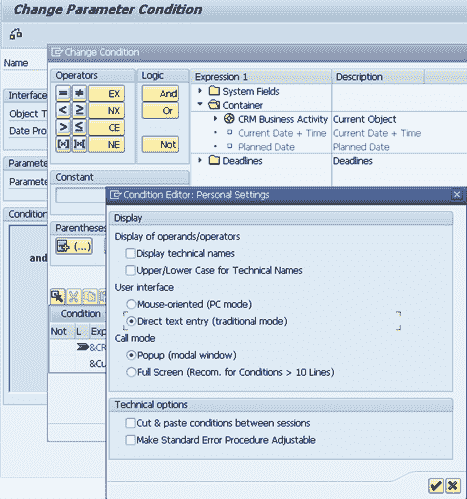 Change Parameter Condition
Name
Interface
Object T
Date Pro
Parameter
Parameter
Condition
and
Change Condition
Operators
Logic
Expression 1
Description
= ≠ EX
And
System Fields
< ≥ NX
Or
Container
> ≤ CE
CRM Business Activity
Current Object
NE
Not
Current Date + Time
Current Date + Time
Planned Date
Planned Date
Deadlines
Deadlines
Constant
Parentheses
(...)
Condition
Not
L
Exp
&CR
&Cu
Condition Editor: Personal Settings
Display
Display of operands/operators
Display technical names
Upper/Lower Case for Technical Names
User interface
Mouse-oriented (PC mode)
Direct text entry (traditional mode)
Call mode
Popup (modal window)
Full Screen (Recom. for Conditions > 10 Lines)
Technical options
Cut & paste conditions between sessions
Make Standard Error Procedure Adjustable